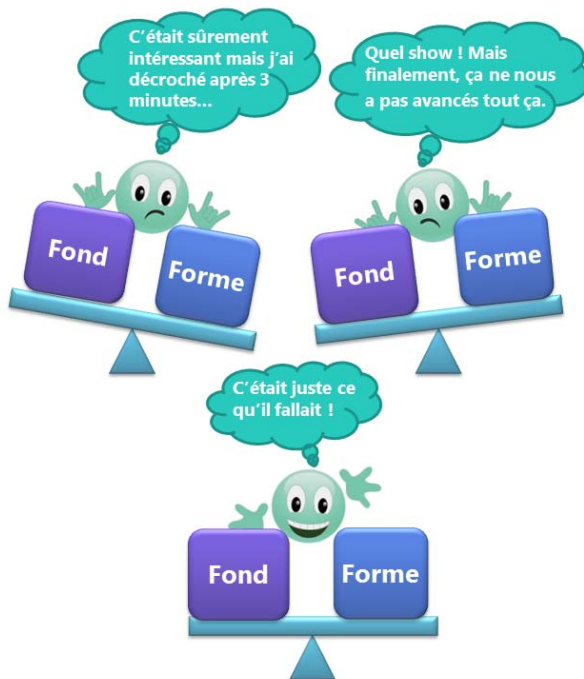 C'était sûrement
intéressant mais j'ai
décroché après 3
minutes...
Quel show ! Mais
finalement, ça ne nous
a pas avancés tout ça.
Fond
Forme
Fond
Forme
C'était juste ce
qu'il fallait !
Fond
Forme